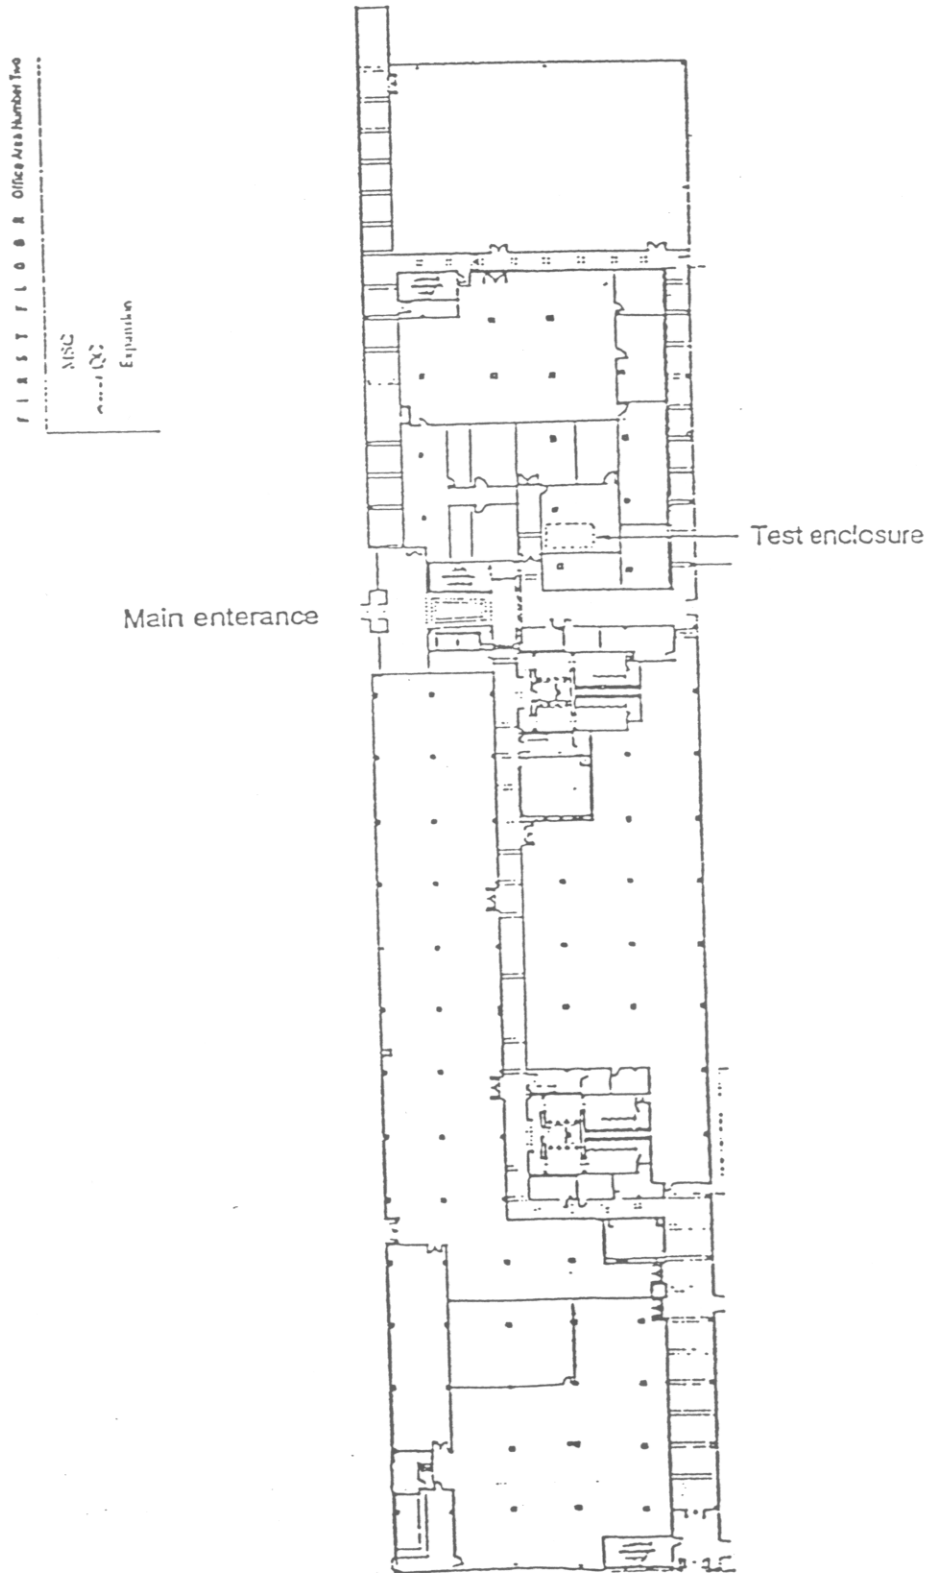 FIRST FLOOR Office Area Number Two
MSC
QC
Expansion
Test enclosure
Main enterance